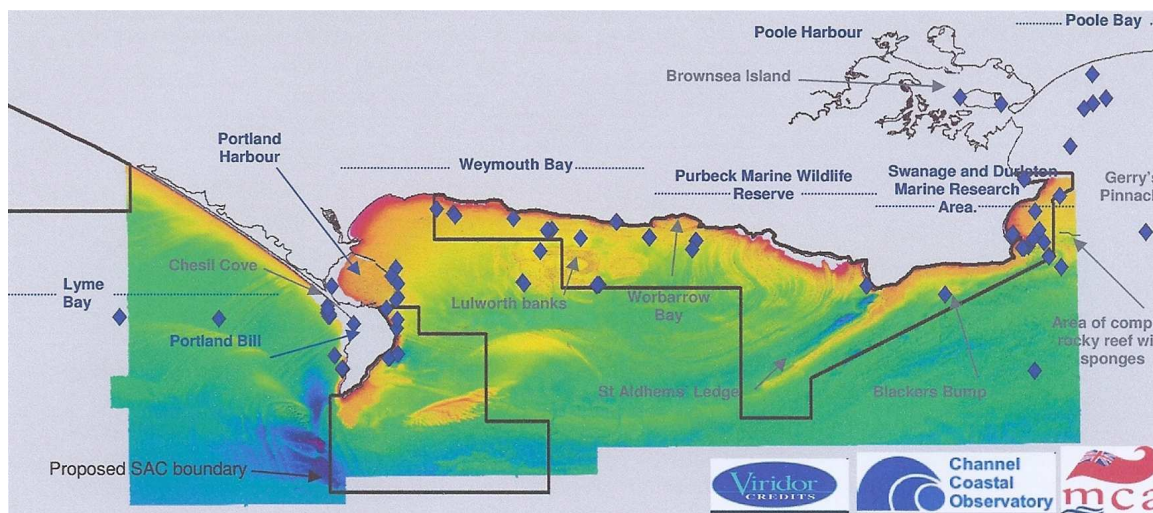 Poole Bay
Poole Harbour
Brownsea Island
Portland
Harbour
Weymouth Bay
Purbeck Marine Wildlife
Reserve
Swanage and Durlston
Marine Research
Area.
Gerry's
Pinnacl
Chesil Cove
Lyme
Bay
Lulworth banks
Worbarrow
Bay
Portland Bill
Area of comp
rocky reef wi
sponges
St Aldhems Ledge
Blackers Bump
Proposed SAC boundary
Viridor
CREDITS
Channel
Coastal
Observatory
mca